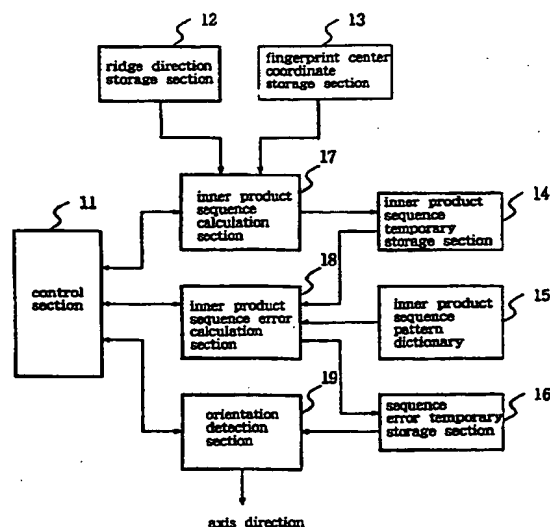 12
ridge direction
storage section
13
fingerprint center
coordinate
storage section
17
inner product
sequence
calculation
section
14
inner product
sequence
temporary
storage section
11
control
section
18
inner product
sequence error
calculation
section
15
inner product
sequence
pattern
dictionary
19
orientation
detection
section
16
sequence
error temporary
storage section
axis direction